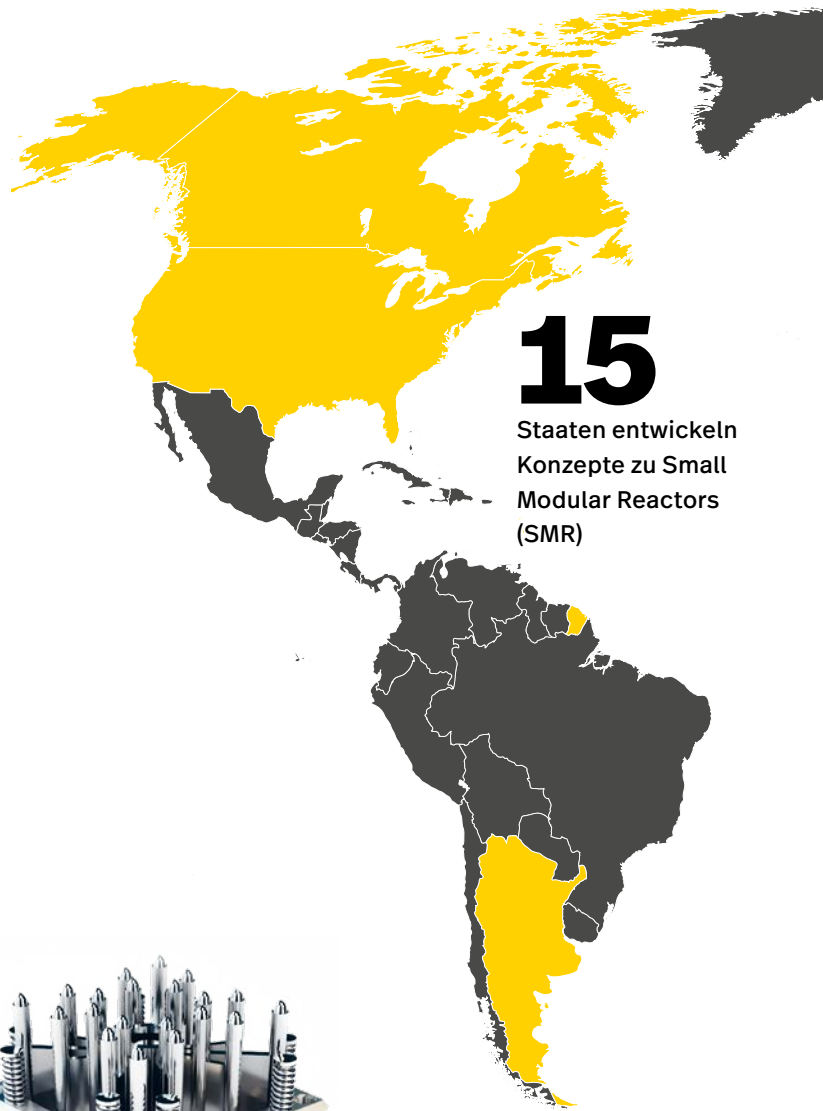 15
Staaten entwickeln
Konzepte zu Small
Modular Reactors
(SMR)